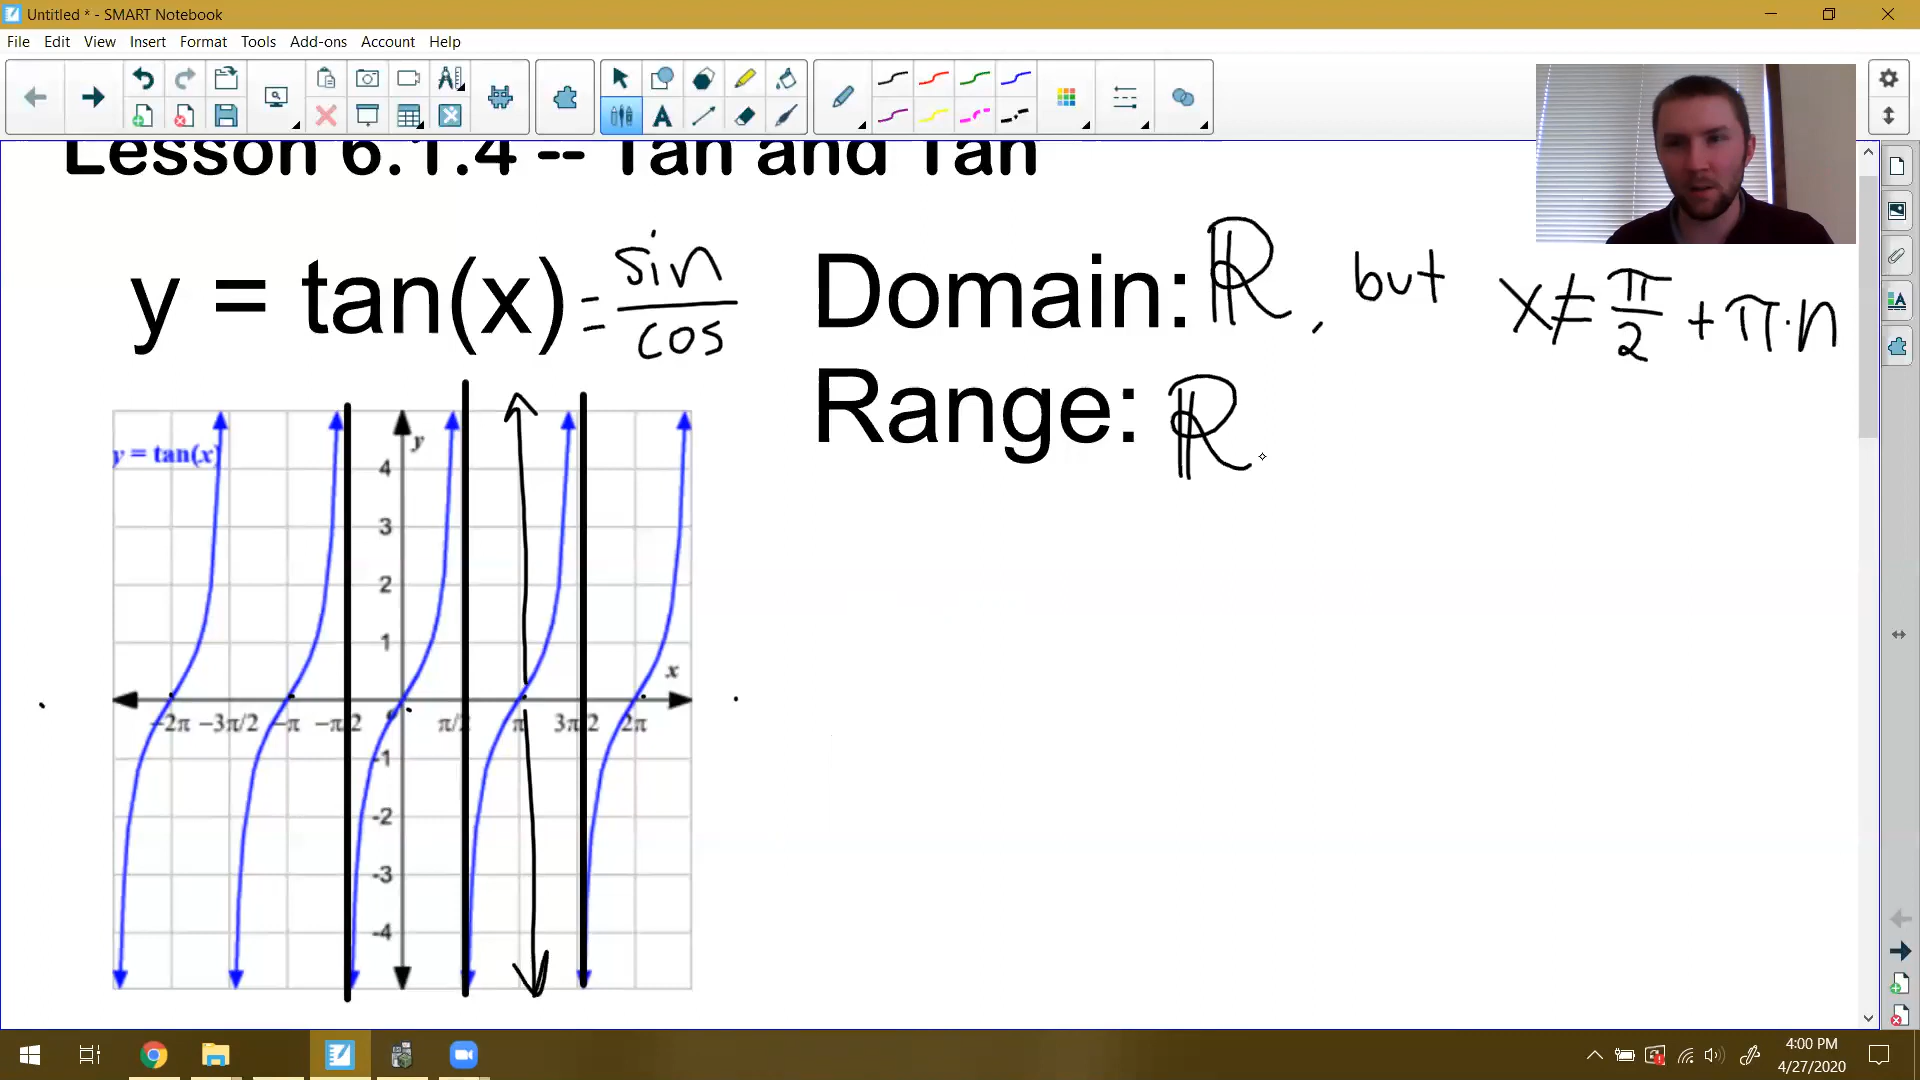 Untitled * - SMART Notebook
File Edit View Insert Format Tools Add-ons Account Help
Lesson 6.1.4 -- Tan and Tan
y = tan(x) = sin/cos
Domain: ℝ, but x ≠ π/2 + π·n
Range: ℝ
y = tan(x)
y
4
3
2
1
x
-2π -3π/2 -π -π/2 0 π/2 π 3π/2 2π
-1
-2
-3
-4
4:00 PM
4/27/2020